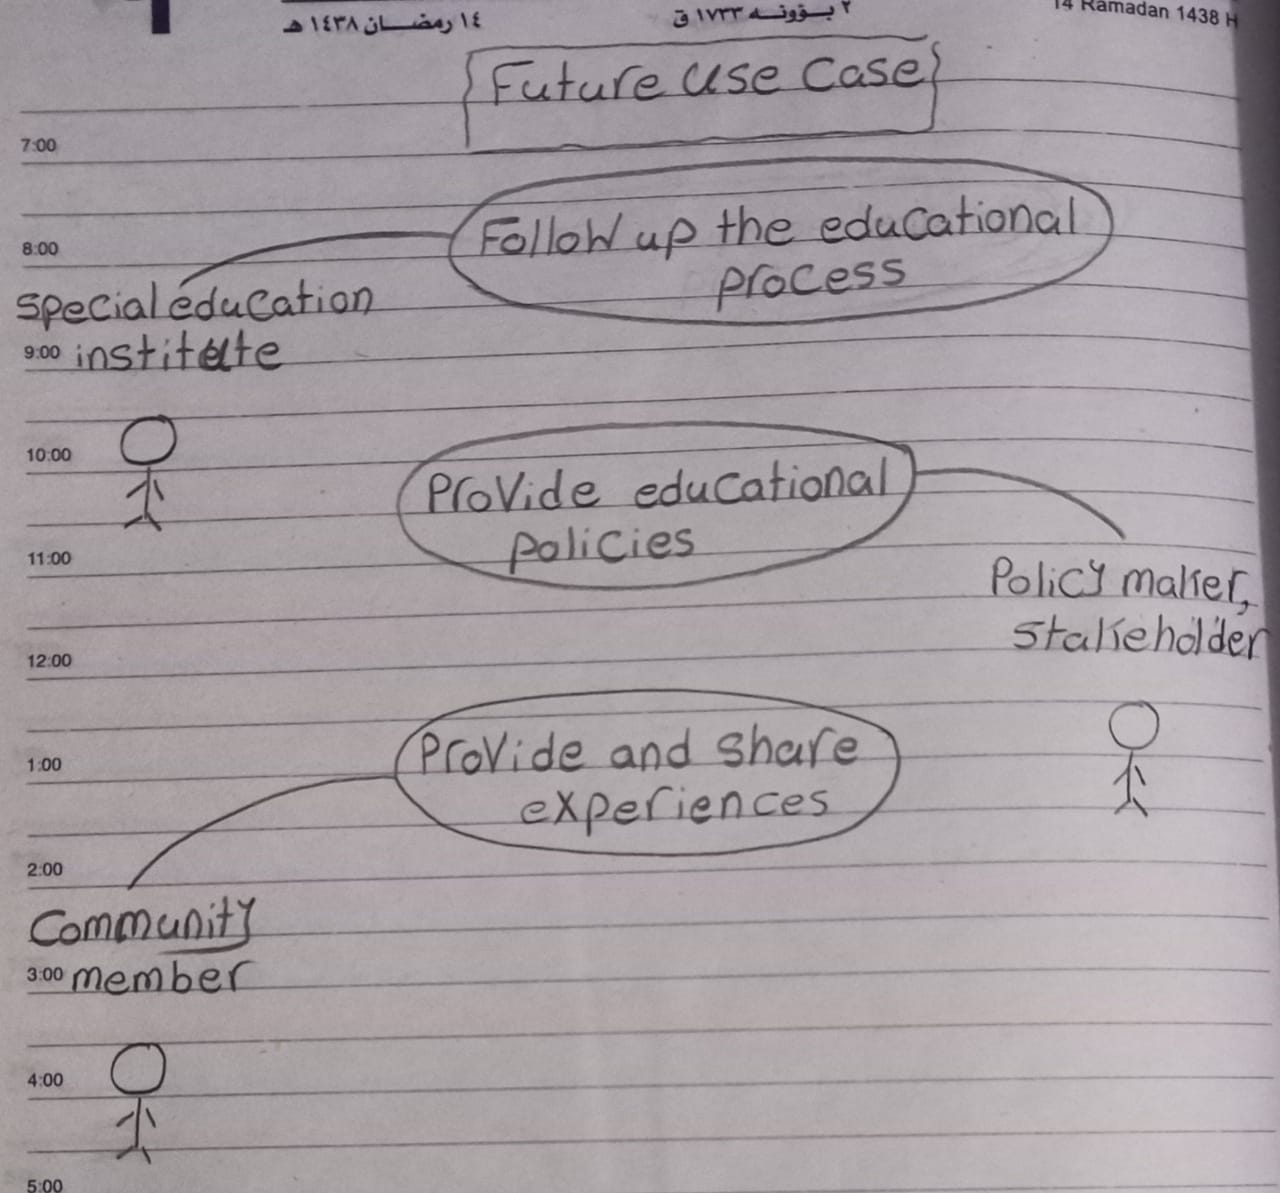 ١٤ رمضـــان ١٤٣٨ هـ
٢ بــؤونــه ١٧٣٣ ق
14 Ramadan 1438 H
Future use case
7:00
Follow up the educational
process
8:00
special education
9:00 institute
10:00
Provide educational
policies
11:00
Policy maker,
stakeholder
12:00
Provide and share
experiences
1:00
2:00
Community
3:00 member
4:00
5:00